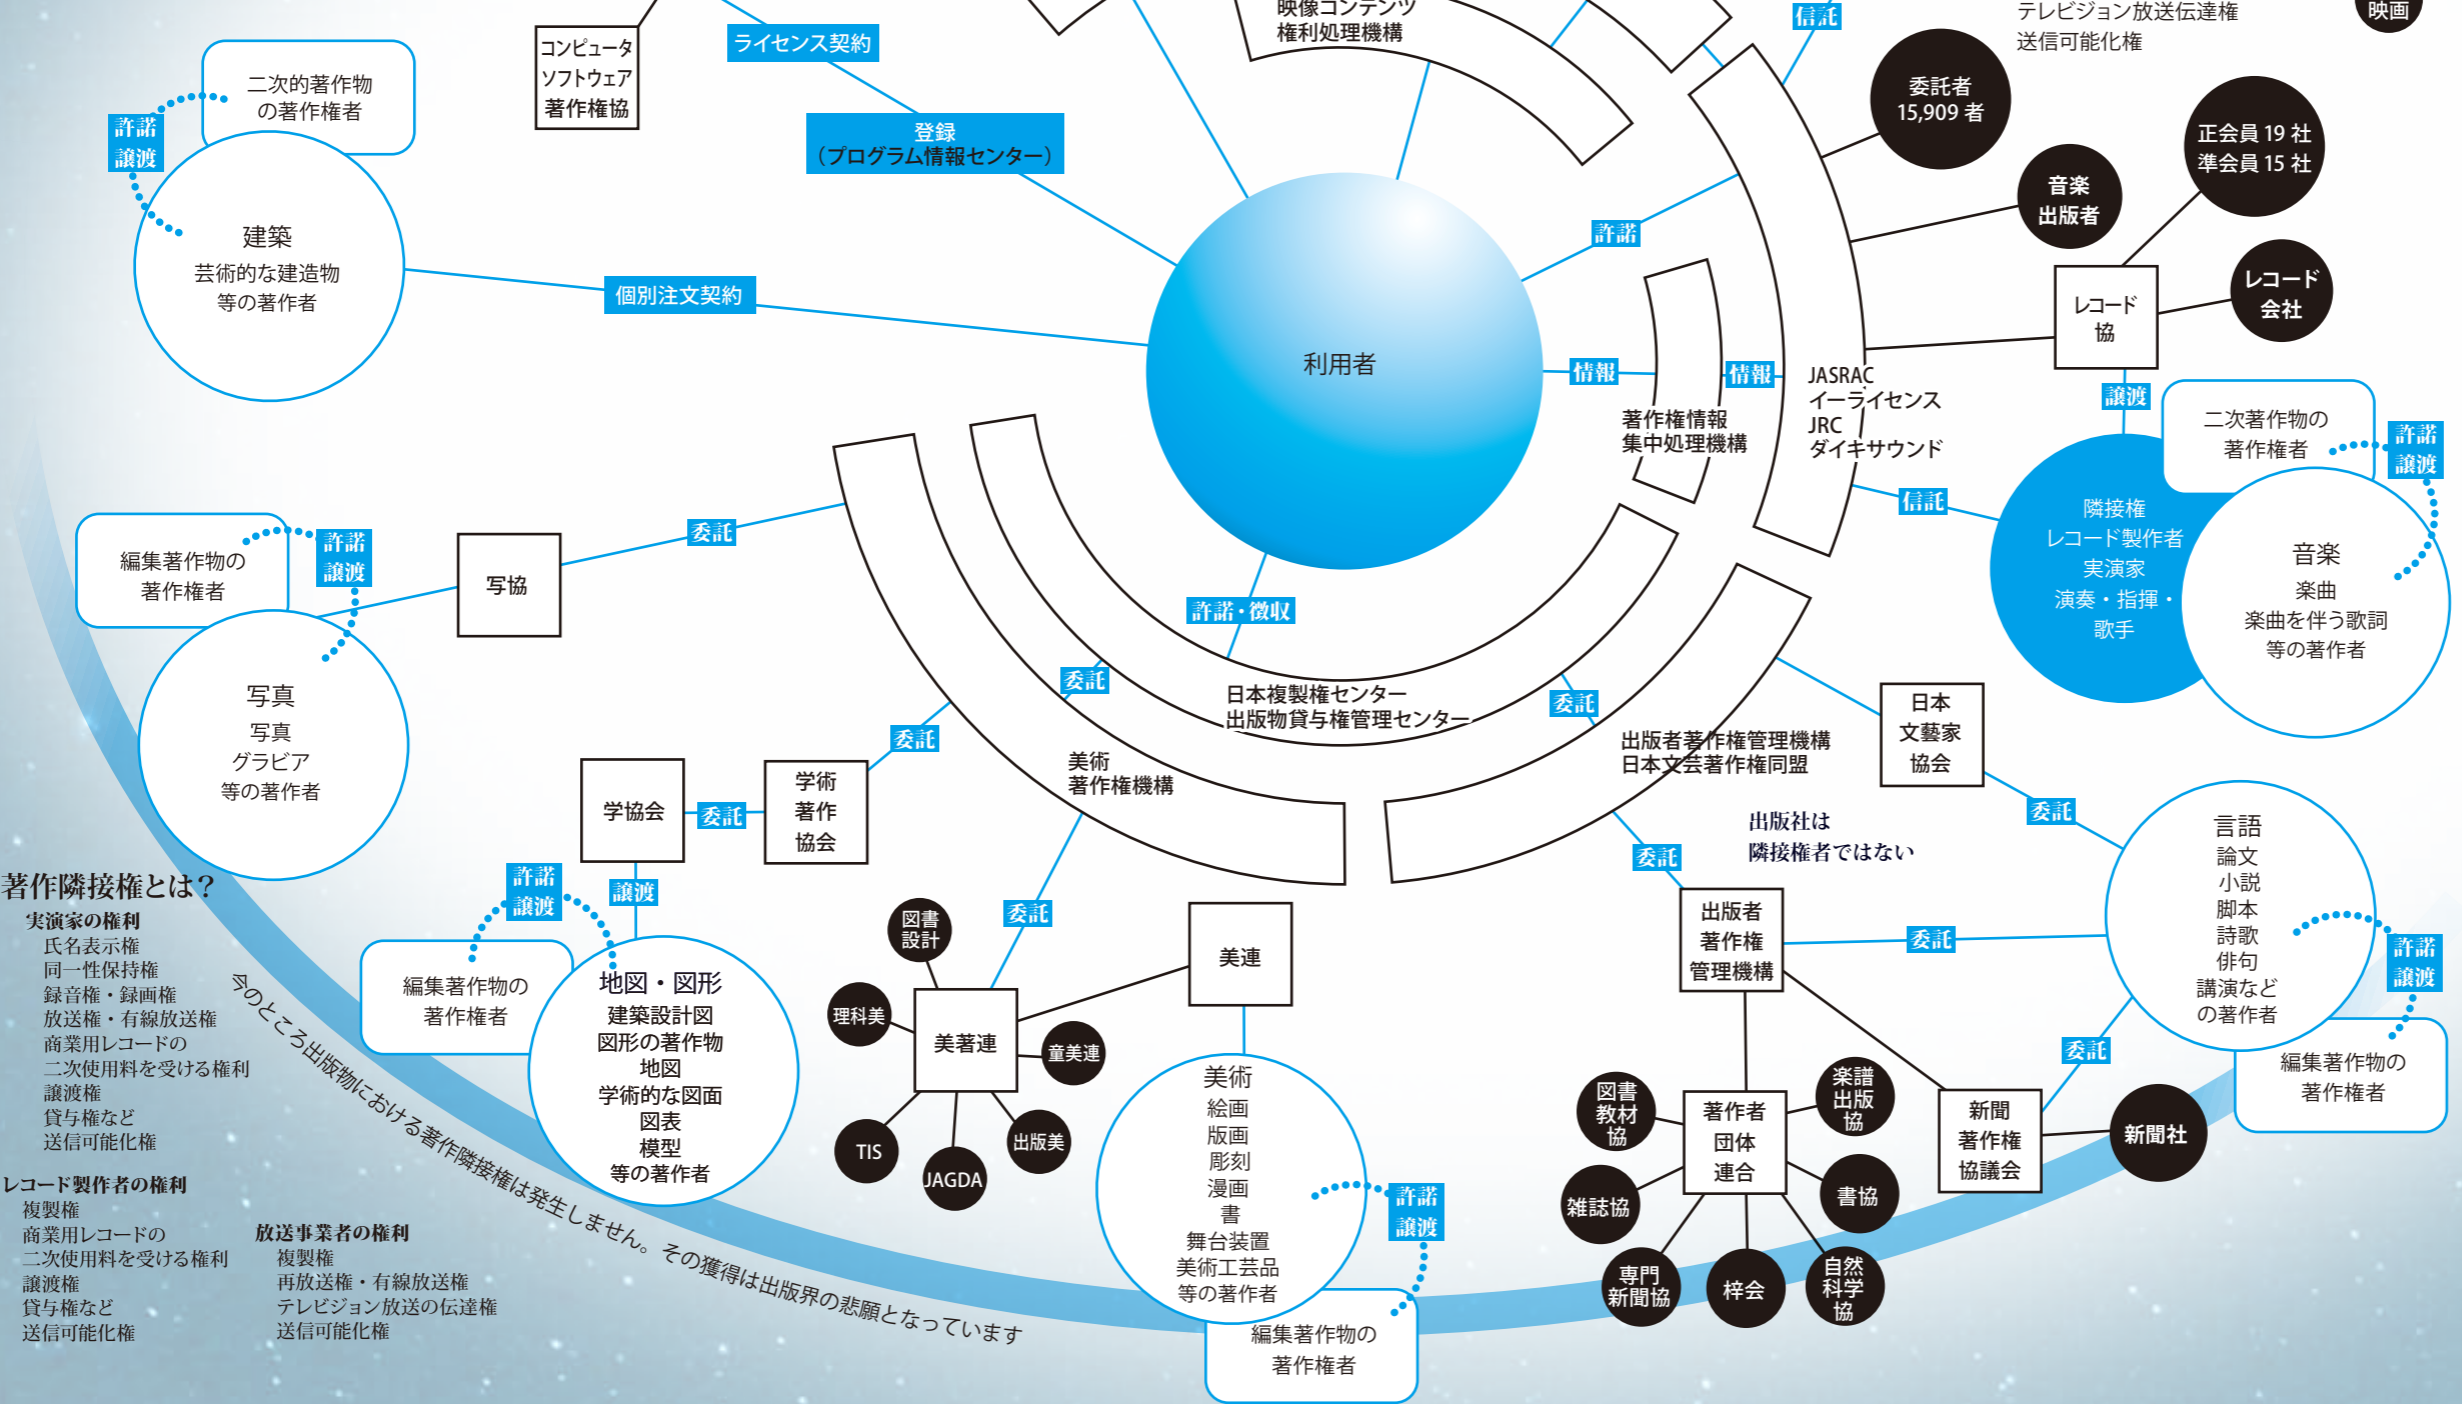 映像コンテンツ
権利処理機構
信託
テレビジョン放送伝達権
送信可能化権
映画
コンピュータ
ソフトウェア
著作権協
ライセンス契約
登録
（プログラム情報センター）
二次的著作物
の著作権者
許諾
譲渡
建築
芸術的な建造物
等の著作者
個別注文契約
利用者
許諾
委託者
15,909 者
音楽
出版者
正会員 19 社
準会員 15 社
レコード
協
レコード
会社
情報
情報
著作権情報
集中処理機構
JASRAC
イーライセンス
JRC
ダイキサウンド
譲渡
二次著作物の
著作権者
許諾
譲渡
信託
隣接権
レコード製作者
実演家
演奏・指揮・
歌手
音楽
楽曲
楽曲を伴う歌詞
等の著作者
編集著作物の
著作権者
許諾
譲渡
写協
委託
写真
写真
グラビア
等の著作者
許諾・徴収
委託
日本複製権センター
出版物貸与権管理センター
委託
美術
著作権機構
委託
出版者著作権管理機構
日本文芸著作権同盟
日本
文藝家
協会
委託
学協会
委託
学術
著作
協会
出版社は
隣接権者ではない
委託
言語
論文
小説
脚本
詩歌
俳句
講演など
の著作者
許諾
譲渡
編集著作物の
著作権者
著作隣接権とは？
実演家の権利
氏名表示権
同一性保持権
録音権・録画権
放送権・有線放送権
商業用レコードの
二次使用料を受ける権利
譲渡権
貸与権など
送信可能化権
レコード製作者の権利
複製権
商業用レコードの
二次使用料を受ける権利
譲渡権
貸与権など
送信可能化権
放送事業者の権利
複製権
再放送権・有線放送権
テレビジョン放送の伝達権
送信可能化権
今のところ出版物における著作隣接権は発生しません。その獲得は出版界の悲願となっています
許諾
譲渡
譲渡
編集著作物の
著作権者
地図・図形
建築設計図
図形の著作物
地図
学術的な図面
図表
模型
等の著作者
委託
図書
設計
理科美
美著連
童美連
TIS
JAGDA
出版美
美連
美術
絵画
版画
彫刻
漫画
書
舞台装置
美術工芸品
等の著作者
許諾
譲渡
編集著作物の
著作権者
出版者
著作権
管理機構
委託
委託
図書
教材
協
著作者
団体
連合
楽譜
出版
協
雑誌協
書協
専門
新聞協
梓会
自然
科学
協
新聞
著作権
協議会
新聞社